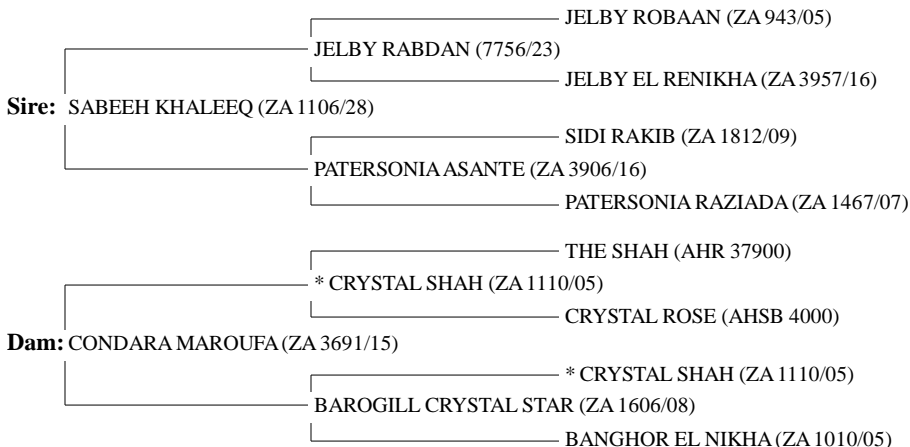 JELBY ROBAAN (ZA 943/05)
JELBY RABDAN (7756/23)
JELBY EL RENIKHA (ZA 3957/16)
Sire: SABEEH KHALEEQ (ZA 1106/28)
SIDI RAKIB (ZA 1812/09)
PATERSONIA ASANTE (ZA 3906/16)
PATERSONIA RAZIADA (ZA 1467/07)
THE SHAH (AHR 37900)
* CRYSTAL SHAH (ZA 1110/05)
CRYSTAL ROSE (AHSB 4000)
Dam: CONDARA MAROUFA (ZA 3691/15)
* CRYSTAL SHAH (ZA 1110/05)
BAROGILL CRYSTAL STAR (ZA 1606/08)
BANGHOR EL NIKHA (ZA 1010/05)